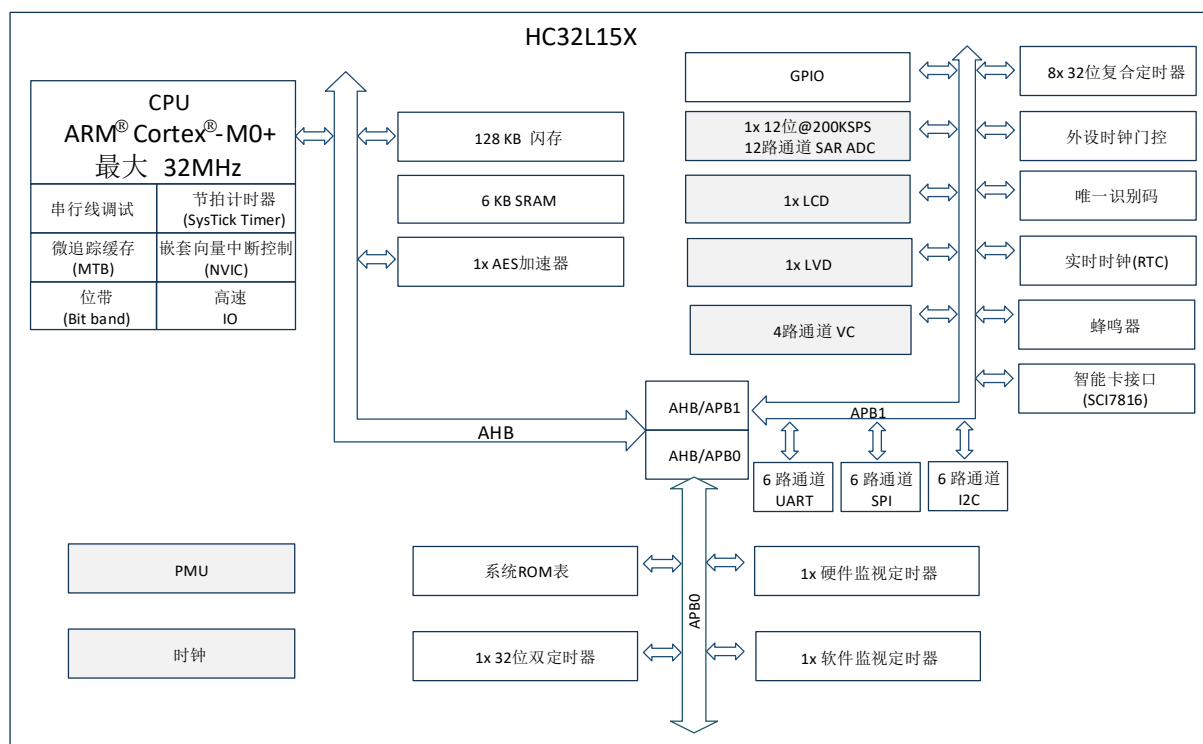 HC32L15X
CPU
ARM® Cortex®-M0+
最大 32MHz
串行线调试
节拍计时器
(SysTick Timer)
微追踪缓存
(MTB)
嵌套向量中断控制
(NVIC)
位带
(Bit band)
高速
IO
128 KB 闪存
6 KB SRAM
1x AES加速器
GPIO
1x 12位@200KSPS
12路通道 SAR ADC
1x LCD
1x LVD
4路通道 VC
8x 32位复合定时器
外设时钟门控
唯一识别码
实时时钟(RTC)
蜂鸣器
智能卡接口
(SCI7816)
AHB
AHB/APB1
AHB/APB0
APB1
6 路通道
UART
6 路通道
SPI
6 路通道
I2C
PMU
时钟
系统ROM表
1x 32位双定时器
APB0
1x 硬件监视定时器
1x 软件监视定时器